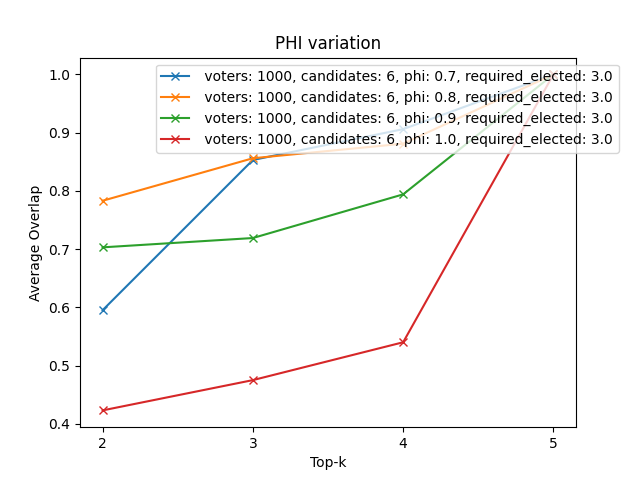 PHI variation
voters: 1000, candidates: 6, phi: 0.7, required_elected: 3.0
voters: 1000, candidates: 6, phi: 0.8, required_elected: 3.0
voters: 1000, candidates: 6, phi: 0.9, required_elected: 3.0
voters: 1000, candidates: 6, phi: 1.0, required_elected: 3.0
1.0
0.9
0.8
0.7
0.6
0.5
0.4
Average Overlap
2
3
4
5
Top-k